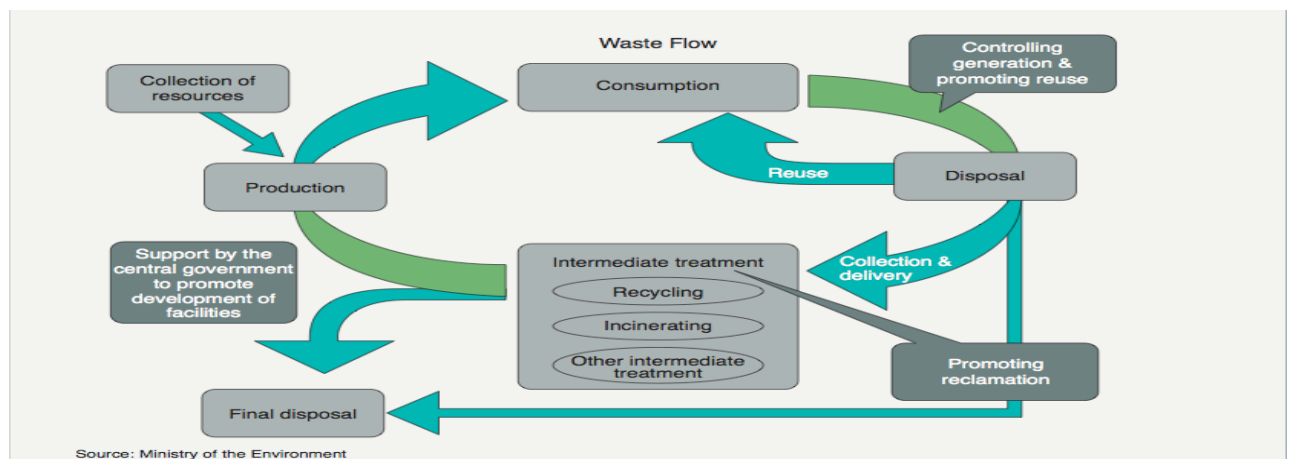 Waste Flow
Collection of
resources
Consumption
Controlling
generation &
promoting reuse
Production
Reuse
Disposal
Support by the
central government
to promote
development of
facilities
Intermediate treatment
Recycling
Incinerating
Other intermediate
treatment
Collection &
delivery
Promoting
reclamation
Final disposal
Source: Ministry of the Environment